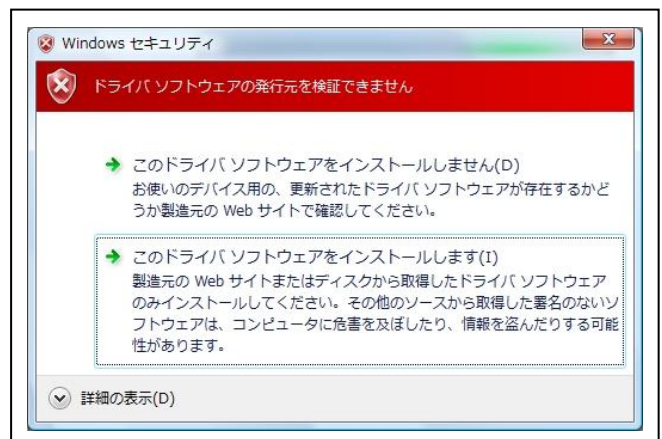 Windows セキュリティ
ドライバ ソフトウェアの発行元を検証できません
このドライバ ソフトウェアをインストールしません(D)
お使いのデバイス用の、更新されたドライバ ソフトウェアが存在するかど
うか製造元の Web サイトで確認してください。
このドライバ ソフトウェアをインストールします(I)
製造元の Web サイトまたはディスクから取得したドライバ ソフトウェア
のみインストールしてください。その他のソースから取得した署名のないソ
フトウェアは、コンピュータに危害を及ぼしたり、情報を盗んだりする可能
性があります。
詳細の表示(D)